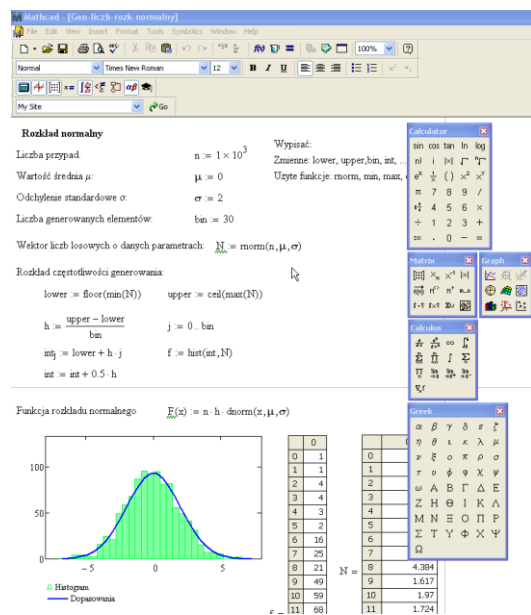 Mathcad - [Gen-liczb-rozk-normalny]
File Edit View Insert Format Tools Symbolics Window Help
100%
Normal Times New Roman 12 B I U
My Site Go
Rozkład normalny
Liczba przypad. n := 1 × 10^3
Wartość średnia μ: μ := 0
Odchylenie standardowe σ: σ := 2
Liczba generowanych elementów: bin := 30
Wypisać:
Zmienne: lower, upper,bin, int, ...
Uzyte funkcje: rnorm, min, max,
Wektor liczb losowych o danych parametrach: N := rnorm(n,μ,σ)
Rozkład częstotliwości generowania:
lower := floor(min(N)) upper := ceil(max(N))
h := (upper − lower)/bin j := 0 .. bin
int_j := lower + h · j f := hist(int,N)
int := int + 0.5 · h
Funkcja rozkładu normalnego F(x) := n · h · dnorm(x,μ,σ)
100
50
0
−5 0 5
Histogram
Dopasowania
f =
0
0 1
1 1
2 4
3 4
4 3
5 2
6 16
7 25
8 21
9 49
10 59
11 68
N =
0
1
2
3
4
5
6
7
8 4.384
9 1.617
10 1.97
11 1.724
Calculator
sin cos tan ln log
n! i |×| √ ⁿ√
eˣ 1/x ( ) ×² ×ʸ
π 7 8 9 /
4 5 6 ×
÷ 1 2 3 +
:= . 0 − =
Matrix
Graph
Calculus
Greek
α β γ δ ε ζ
η θ ι κ λ μ
ν ξ ο π ρ σ
τ υ ϕ φ χ ψ
ω Α Β Γ Δ Ε
Ζ Η Θ Ι Κ Λ
Μ Ν Ξ Ο Π Ρ
Σ Τ Υ Φ Χ Ψ
Ω